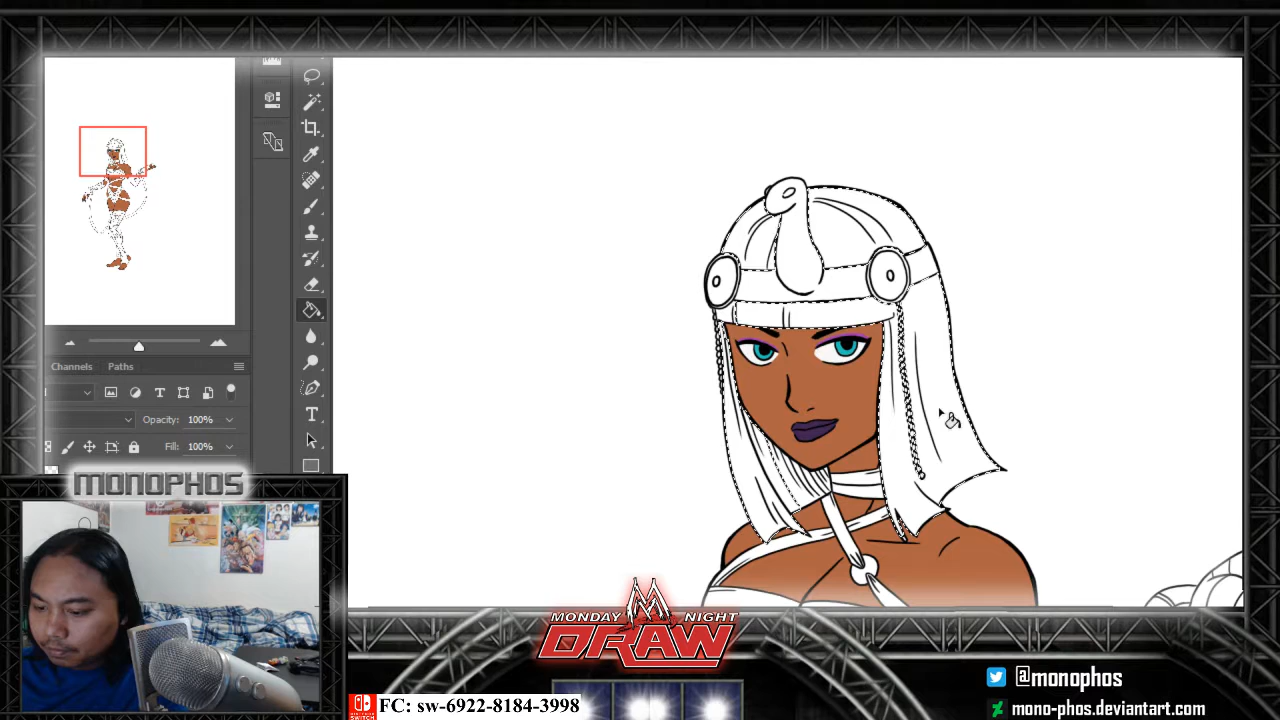 Channels Paths
Opacity: 100%
Fill: 100%
MONOPHOS
MONDAY NIGHT
DRAW
FC: sw-6922-8184-3998
@monophos
mono-phos.deviantart.com